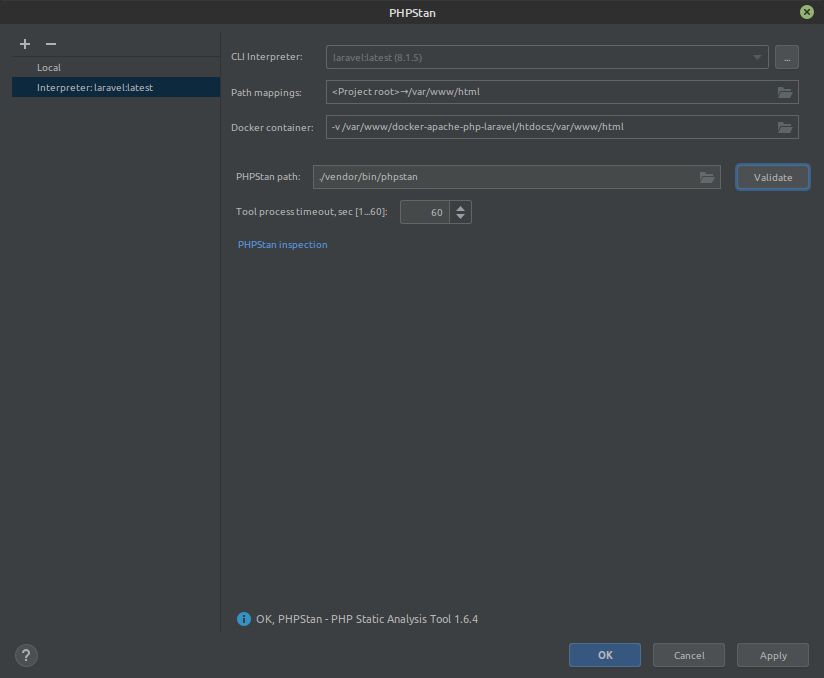 PHPStan
Local
Interpreter: laravel:latest
CLI Interpreter:
laravel:latest (8.1.5)
...
Path mappings:
<Project root>→/var/www/html
Docker container:
-v /var/www/docker-apache-php-laravel/htdocs:/var/www/html
PHPStan path:
./vendor/bin/phpstan
Validate
Tool process timeout, sec [1...60]:
60
PHPStan inspection
OK, PHPStan - PHP Static Analysis Tool 1.6.4
?
OK
Cancel
Apply